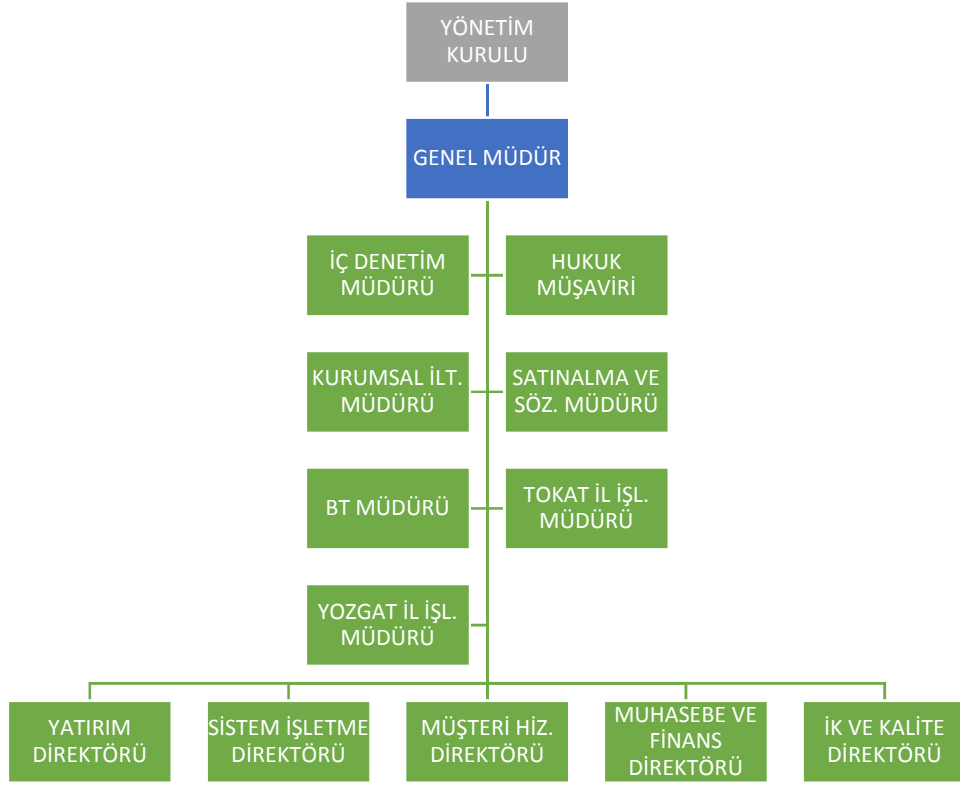 YÖNETİM
KURULU
GENEL MÜDÜR
İÇ DENETİM
MÜDÜRÜ
HUKUK
MÜŞAVİRİ
KURUMSAL İLT.
MÜDÜRÜ
SATINALMA VE
SÖZ. MÜDÜRÜ
BT MÜDÜRÜ
TOKAT İL İŞL.
MÜDÜRÜ
YOZGAT İL İŞL.
MÜDÜRÜ
YATIRIM
DİREKTÖRÜ
SİSTEM İŞLETME
DİREKTÖRÜ
MÜŞTERİ HİZ.
DİREKTÖRÜ
MUHASEBE VE
FİNANS
DİREKTÖRÜ
İK VE KALİTE
DİREKTÖRÜ